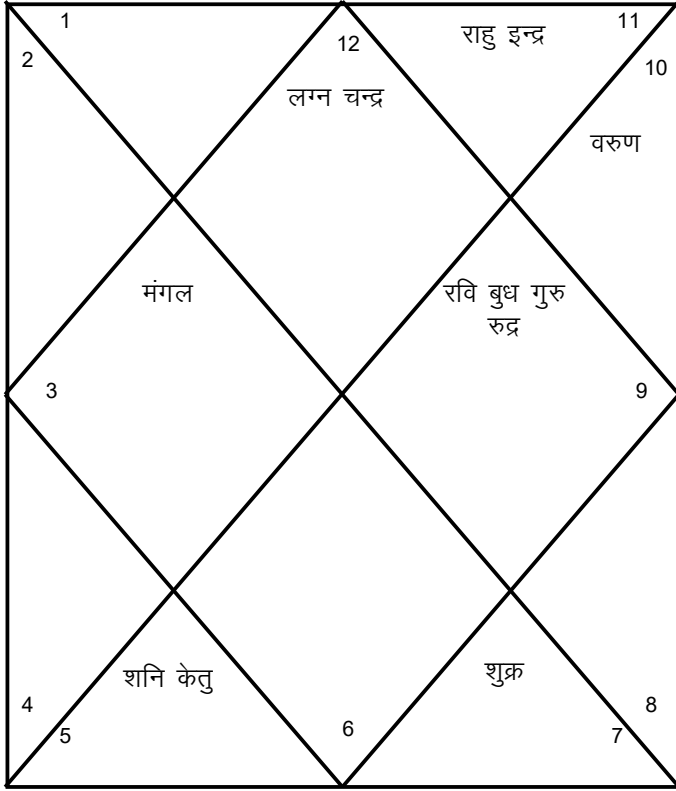 1
12
राहु इन्द्र
11
2
10
लग्न चन्द्र
वरुण
मंगल
रवि बुध गुरु
रुद्र
3
9
शनि केतु
शुक्र
4
8
5
6
7